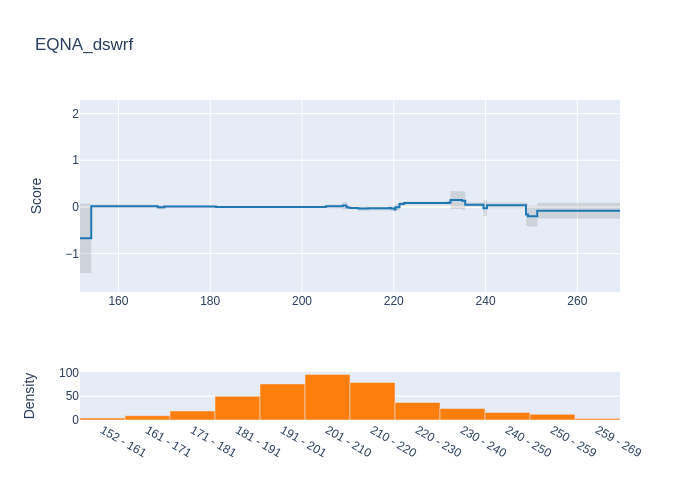 EQNA_dswrf
Score
2
1
0
−1
160
180
200
220
240
260
Density
100
50
0
152 - 161
161 - 171
171 - 181
181 - 191
191 - 201
201 - 210
210 - 220
220 - 230
230 - 240
240 - 250
250 - 259
259 - 269